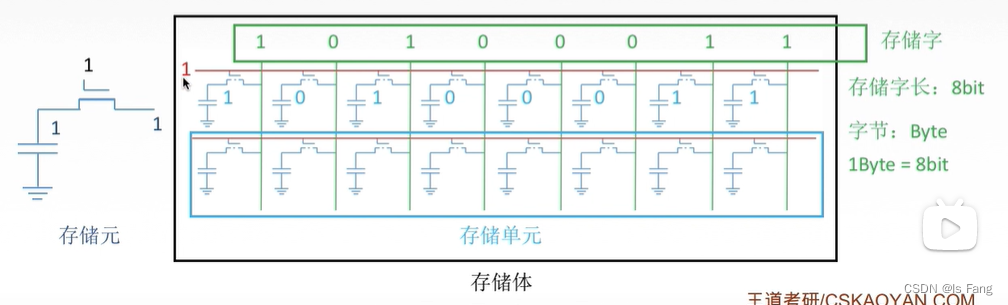 1 0 1 0 0 0 1 1 存储字
1
1 1 0 1 0 0 0 1 1 存储字长：8bit
1 1
字节：Byte
1Byte = 8bit
存储元 存储单元
存储体
CSDN @ls_Fang
王道考研/CSKAOYAN.COM